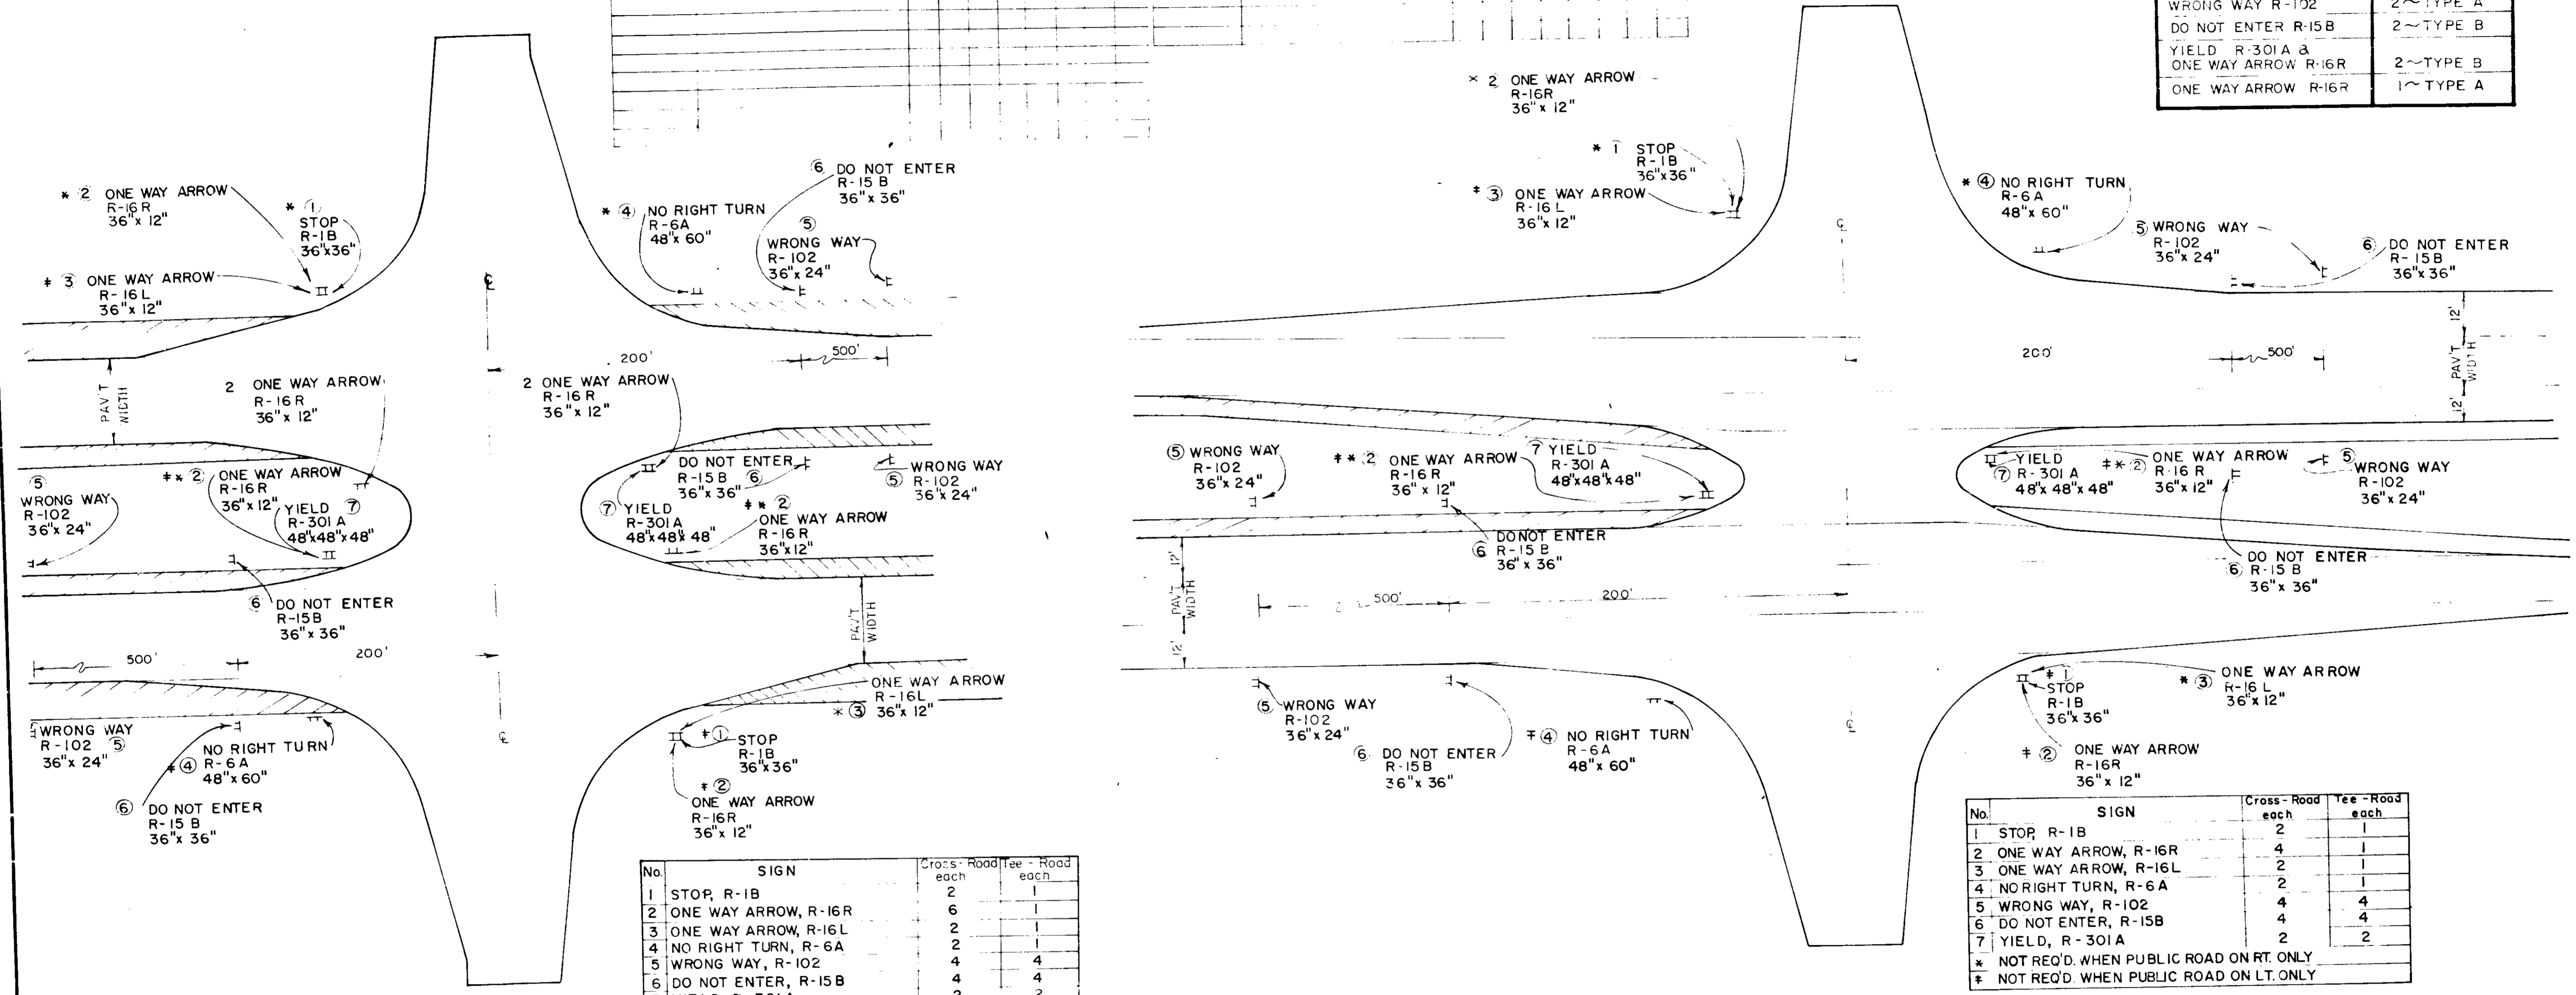 WRONG WAY R-102 2~TYPE A
DO NOT ENTER R-15B 2~TYPE B
YIELD R-301A &
ONE WAY ARROW R-16R 2~TYPE B
ONE WAY ARROW R-16R 1~TYPE A
* ② ONE WAY ARROW
R-16R
36"x 12"
* ①
STOP
R-1B
36"x36"
‡ ③ ONE WAY ARROW
R-16L
36"x 12"
* ④ NO RIGHT TURN
R-6A
48"x 60"
⑥ DO NOT ENTER
R-15B
36"x 36"
⑤
WRONG WAY
R-102
36"x 24"
℄
200'
500'
PAV'T
WIDTH
2 ONE WAY ARROW
R-16R
36"x 12"
2 ONE WAY ARROW
R-16R
36"x 12"
⑤
WRONG WAY
R-102
36"x 24"
‡* ② ONE WAY ARROW
R-16R
36"x 12"
YIELD ⑦
R-301A
48"x48"x48"
DO NOT ENTER
R-15B ⑥
36"x 36"
WRONG WAY
⑤ R-102
36"x 24"
⑦ YIELD
R-301A
48"x48"x 48"
‡* ②
ONE WAY ARROW
R-16R
36"x12"
⑥ DO NOT ENTER
R-15B
36"x 36"
PAV'T
WIDTH
500'
200'
WRONG WAY
R-102 ⑤
36"x 24"
NO RIGHT TURN
‡ ④ R-6A
48"x 60"
⑥ DO NOT ENTER
R-15B
36"x 36"
℄
ONE WAY ARROW
R-16L
* ③ 36"x 12"
‡ ①
STOP
R-1B
36"x36"
‡ ②
ONE WAY ARROW
R-16R
36"x 12"
No. SIGN Cross-Road each Tee-Road each
1 STOP, R-1B 2 1
2 ONE WAY ARROW, R-16R 6 1
3 ONE WAY ARROW, R-16L 2 1
4 NO RIGHT TURN, R-6A 2 1
5 WRONG WAY, R-102 4 4
6 DO NOT ENTER, R-15B 4 4
* 2 ONE WAY ARROW
R-16R
36"x 12"
* 1 STOP
R-1B
36"x36"
‡ ③ ONE WAY ARROW
R-16L
36"x 12"
* ④ NO RIGHT TURN
R-6A
48"x 60"
⑤ WRONG WAY
R-102
36"x 24"
⑥ DO NOT ENTER
R-15B
36"x 36"
℄
200'
500'
12'
PAV'T
WIDTH
12'
⑤ WRONG WAY
R-102
36"x 24"
‡* ② ONE WAY ARROW
R-16R
36"x 12"
⑦ YIELD
R-301A
48"x48"x48"
⑥ DO NOT ENTER
R-15B
36"x 36"
YIELD
⑦ R-301A
48"x 48"x 48"
‡* ② ONE WAY ARROW
R-16R
36"x 12"
⑤
WRONG WAY
R-102
36"x 24"
DO NOT ENTER
⑥ R-15B
36"x 36"
12'
PAV'T
WIDTH
12'
500'
200'
⑤ WRONG WAY
R-102
36"x 24"
⑥ DO NOT ENTER
R-15B
36"x 36"
‡ ④ NO RIGHT TURN
R-6A
48"x 60"
℄
‡ ①
STOP
R-1B
36"x 36"
ONE WAY ARROW
* ③ R-16L
36"x 12"
‡ ② ONE WAY ARROW
R-16R
36"x 12"
No. SIGN Cross-Road each Tee-Road each
1 STOP, R-1B 2 1
2 ONE WAY ARROW, R-16R 4 1
3 ONE WAY ARROW, R-16L 2 1
4 NO RIGHT TURN, R-6A 2 1
5 WRONG WAY, R-102 4 4
6 DO NOT ENTER, R-15B 4 4
7 YIELD, R-301A 2 2
* NOT REQ'D. WHEN PUBLIC ROAD ON RT. ONLY
‡ NOT REQ'D. WHEN PUBLIC ROAD ON LT. ONLY